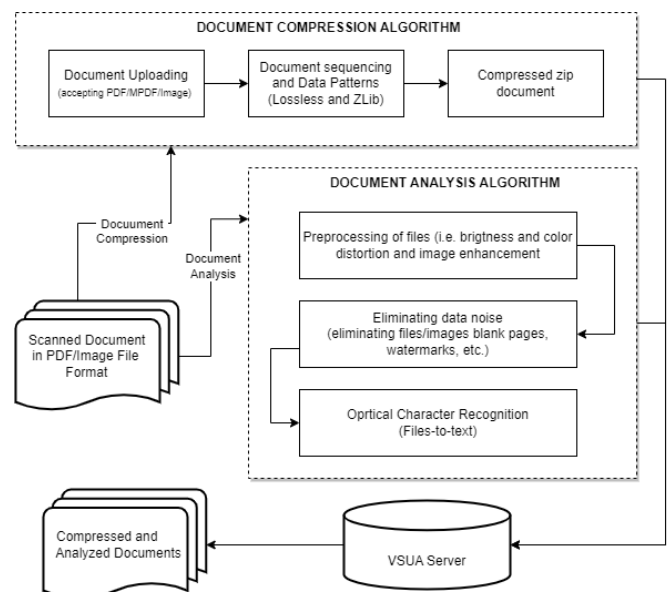 DOCUMENT COMPRESSION ALGORITHM
Document Uploading
(accepting PDF/MPDF/Image)
Document sequencing
and Data Patterns
(Lossless and ZLib)
Compressed zip
document
DOCUMENT ANALYSIS ALGORITHM
Docuument
Compression
Document
Analysis
Preprocessing of files (i.e. brigtness and color
distortion and image enhancement
Scanned Document
in PDF/Image File
Format
Eliminating data noise
(eliminating files/images blank pages,
watermarks, etc.)
Oprtical Character Recognition
(Files-to-text)
Compressed and
Analyzed Documents
VSUA Server